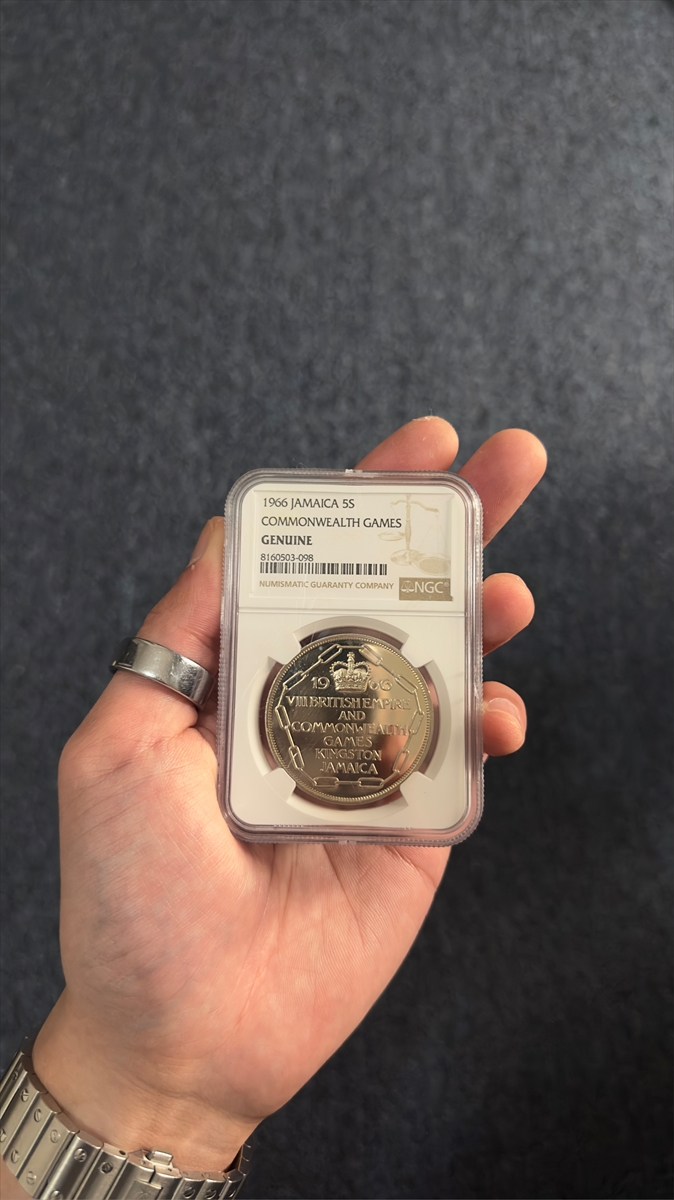 1966 JAMAICA 5S
COMMONWEALTH GAMES
GENUINE
8160503-098
NUMISMATIC GUARANTY COMPANY
NGC
19 66
VIII BRITISH EMPIRE
AND
COMMONWEALTH
GAMES
KINGSTON
JAMAICA